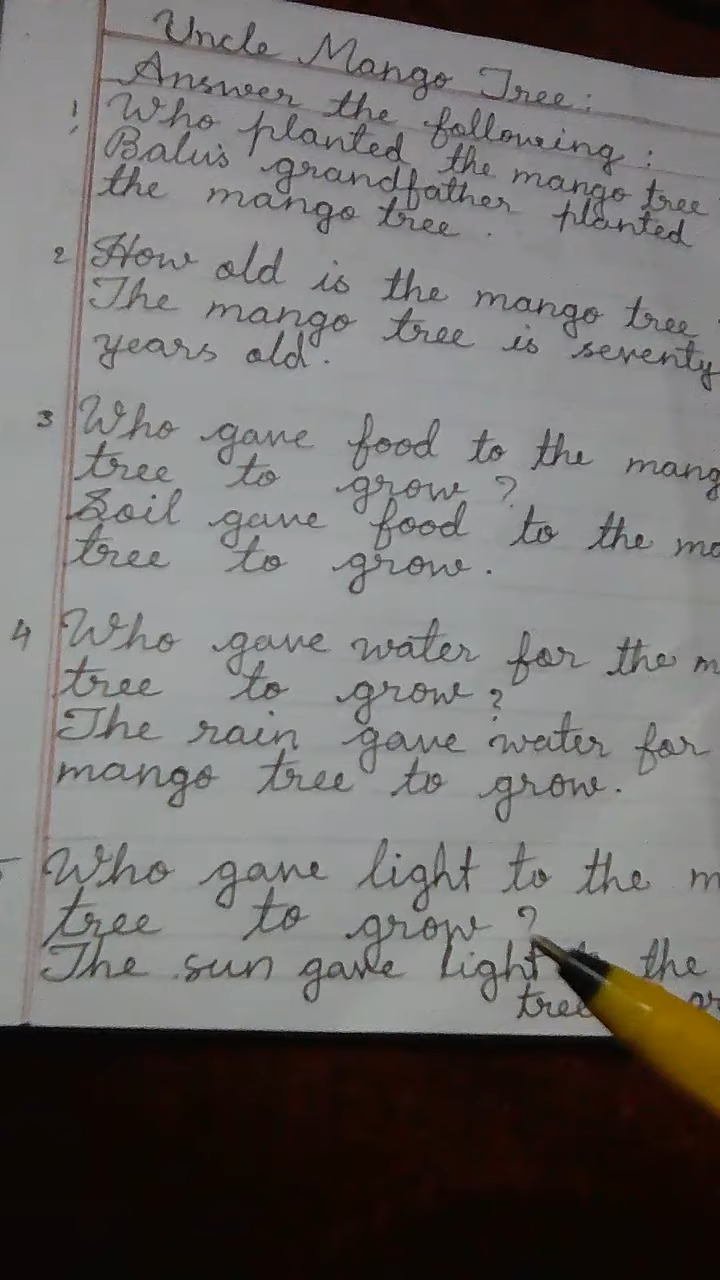 Uncle Mango Tree:
Answer the following:
1 Who planted the mango tree
Balu's grandfather planted
the mango tree.
2 How old is the mango tree
The mango tree is seventy
years old.
3 Who gave food to the mang
tree to grow?
Soil gave food to the ma
tree to grow.
4 Who gave water for the m
tree to grow?
The rain gave water for
mango tree to grow.
Who gave light to the m
tree to grow?
The sun gave light the
tree